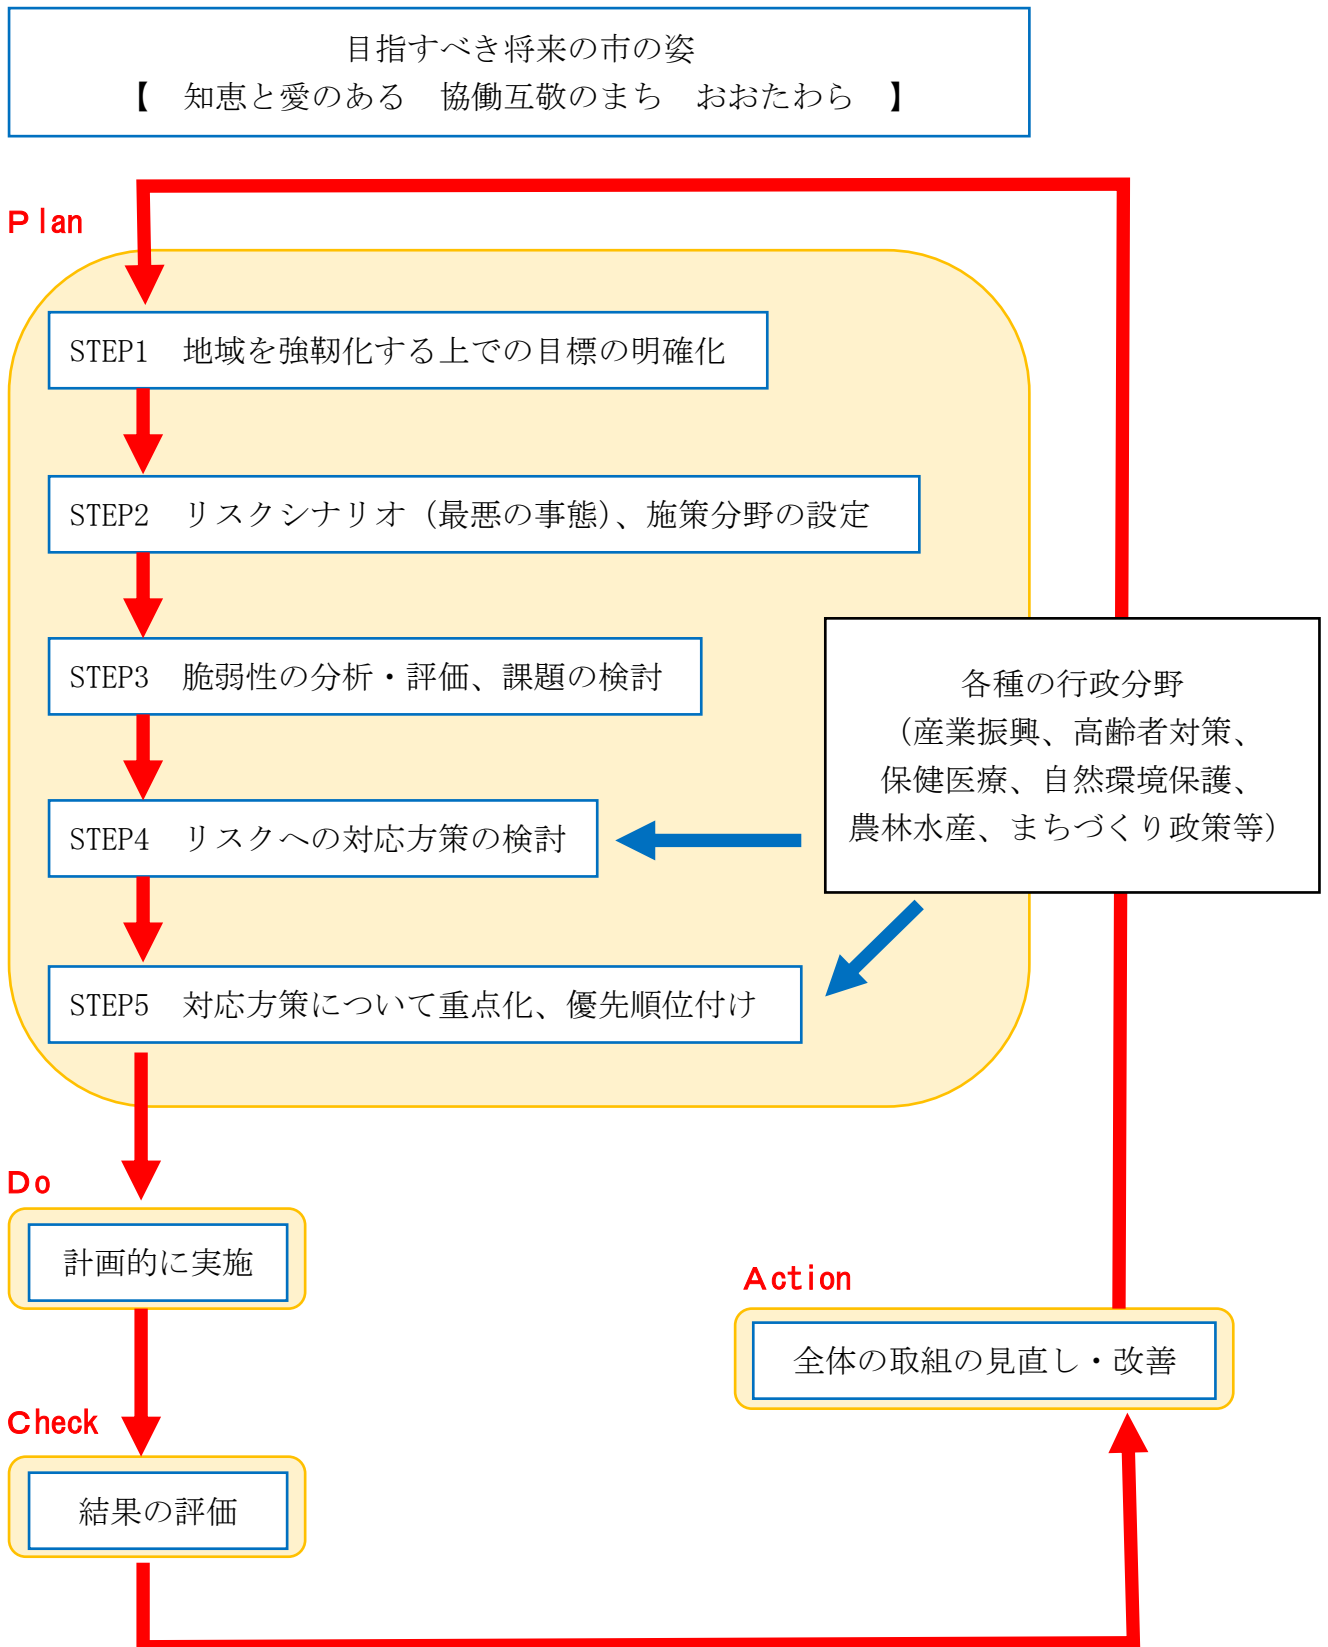 目指すべき将来の市の姿
【　知恵と愛のある　協働互敬のまち　おおたわら　】
Ｐlan
STEP1　地域を強靭化する上での目標の明確化
STEP2　リスクシナリオ（最悪の事態）、施策分野の設定
STEP3　脆弱性の分析・評価、課題の検討
各種の行政分野
（産業振興、高齢者対策、
保健医療、自然環境保護、
農林水産、まちづくり政策等）
STEP4　リスクへの対応方策の検討
STEP5　対応方策について重点化、優先順位付け
Ｄo
計画的に実施
Ａction
全体の取組の見直し・改善
Ｃheck
結果の評価